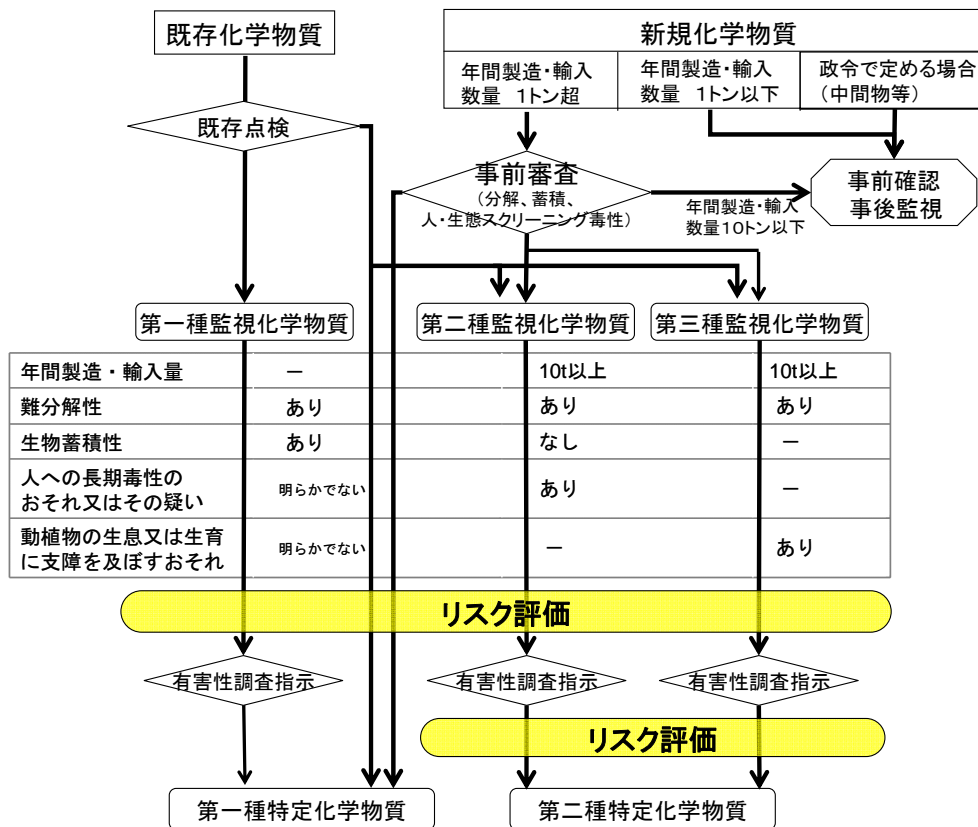 既存化学物質
新規化学物質
年間製造・輸入
数量 1トン超
年間製造・輸入
数量 1トン以下
政令で定める場合
(中間物等)
既存点検
事前審査
(分解、蓄積、
人・生態スクリーニング毒性)
年間製造・輸入
数量10トン以下
事前確認
事後監視
第一種監視化学物質
第二種監視化学物質
第三種監視化学物質
年間製造・輸入量 － 10t以上 10t以上
難分解性 あり あり あり
生物蓄積性 あり なし －
人への長期毒性の
おそれ又はその疑い 明らかでない あり －
動植物の生息又は生育
に支障を及ぼすおそれ 明らかでない － あり
リスク評価
有害性調査指示 有害性調査指示 有害性調査指示
リスク評価
第一種特定化学物質 第二種特定化学物質